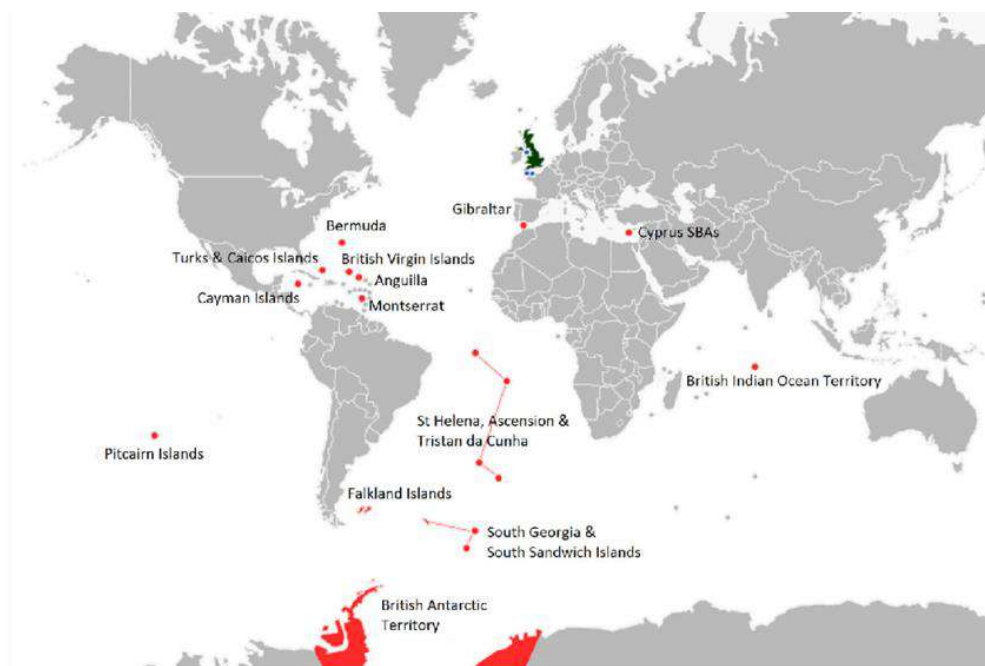 Gibraltar
Cyprus SBAs
Bermuda
Turks & Caicos Islands
British Virgin Islands
Anguilla
Cayman Islands
Montserrat
British Indian Ocean Territory
St Helena, Ascension &
Tristan da Cunha
Pitcairn Islands
Falkland Islands
South Georgia &
South Sandwich Islands
British Antarctic
Territory